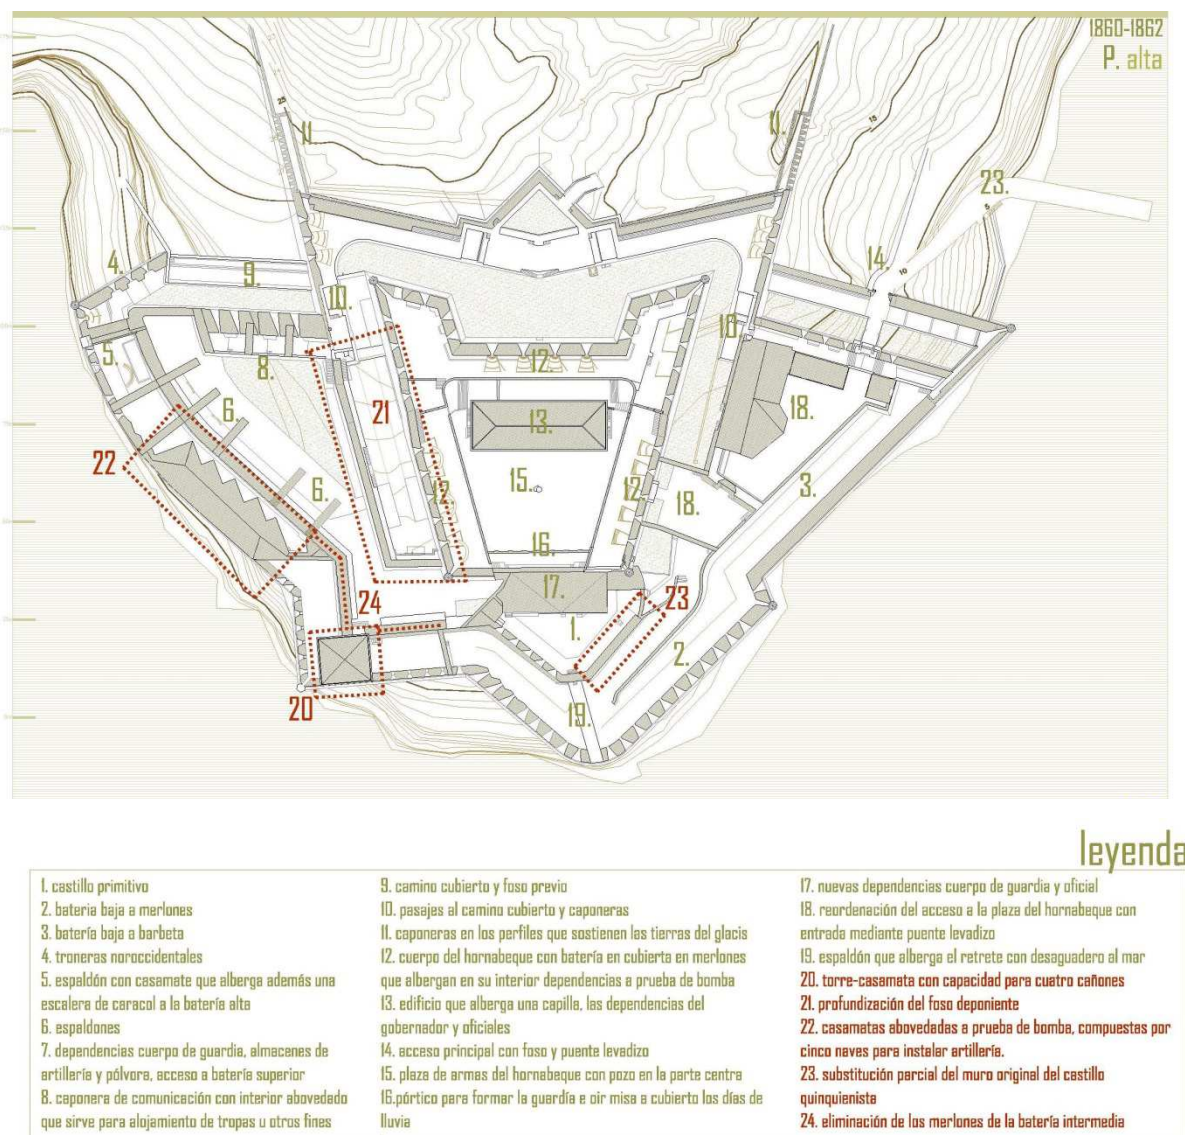 1860-1862
P. alta
25
11
11.
15
23.
5
14.
10
4.
9.
10.
10.
5.
8.
12.
6.
21
13.
18.
22
6.
12.
15.
12.
18.
3.
16.
24
17.
23
1.
2.
20
19.
leyenda
1. castillo primitivo
2. bateria baja a merlones
3. batería baja a barbeta
4. troneras noroccidentales
5. espaldón con casamate que alberga además una
escalera de caracol a la batería alta
6. espaldones
7. dependencias cuerpo de guardia, almacenes de
artillería y pólvora, acceso a batería superior
8. caponera de comunicación con interior abovedado
que sirve para alojamiento de tropas u otros fines
9. camino cubierto y foso previo
10. pasajes al camino cubierto y caponeras
11. caponeras en los perfiles que sostienen las tierras del glacis
12. cuerpo del hornabeque con batería en cubierta en merlones
que albergan en su interior dependencias a prueba de bomba
13. edificio que alberga una capilla, las dependencias del
gobernador y oficiales
14. acceso principal con foso y puente levadizo
15. plaza de armas del hornabeque con pozo en la parte centra
16.pórtico para formar la guardía e oir misa a cubierto los días de
lluvia
17. nuevas dependencias cuerpo de guardia y oficial
18. reordenación del acceso a la plaza del hornabeque con
entrada mediante puente levadizo
19. espaldón que alberga el retrete con desaguadero al mar
20. torre-casamata con capacidad para cuatro cañones
21. profundización del foso deponiente
22. casamatas abovedadas a prueba de bomba, compuestas por
cinco naves para instalar artillería.
23. substitución parcial del muro original del castillo
quinquienista
24. eliminación de los merlones de la batería intermedia